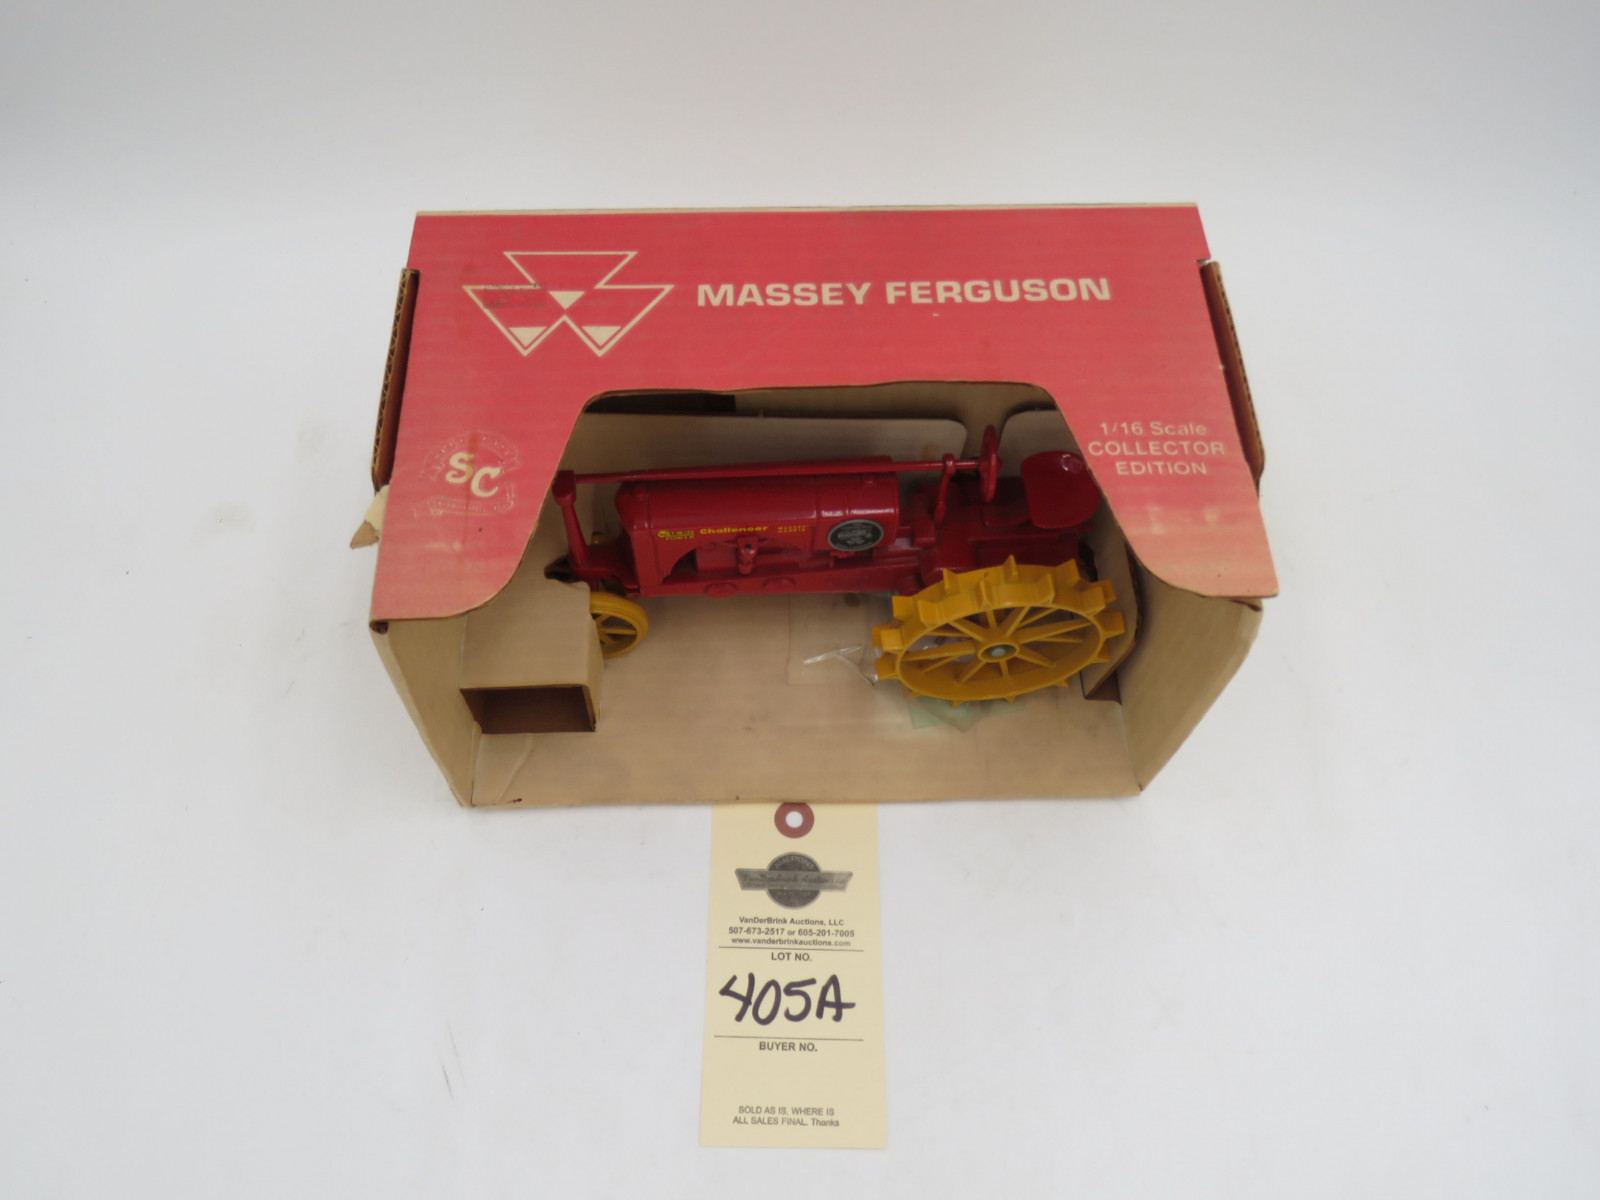 MASSEY FERGUSON
1/16 Scale
COLLECTOR
EDITION
SC
Challenger
VanDerBrink Auctions, LLC
507-673-2517 or 605-201-7005
www.vanderbrinkauctions.com
LOT NO.
405A
BUYER NO.
SOLD AS IS, WHERE IS
ALL SALES FINAL. Thanks